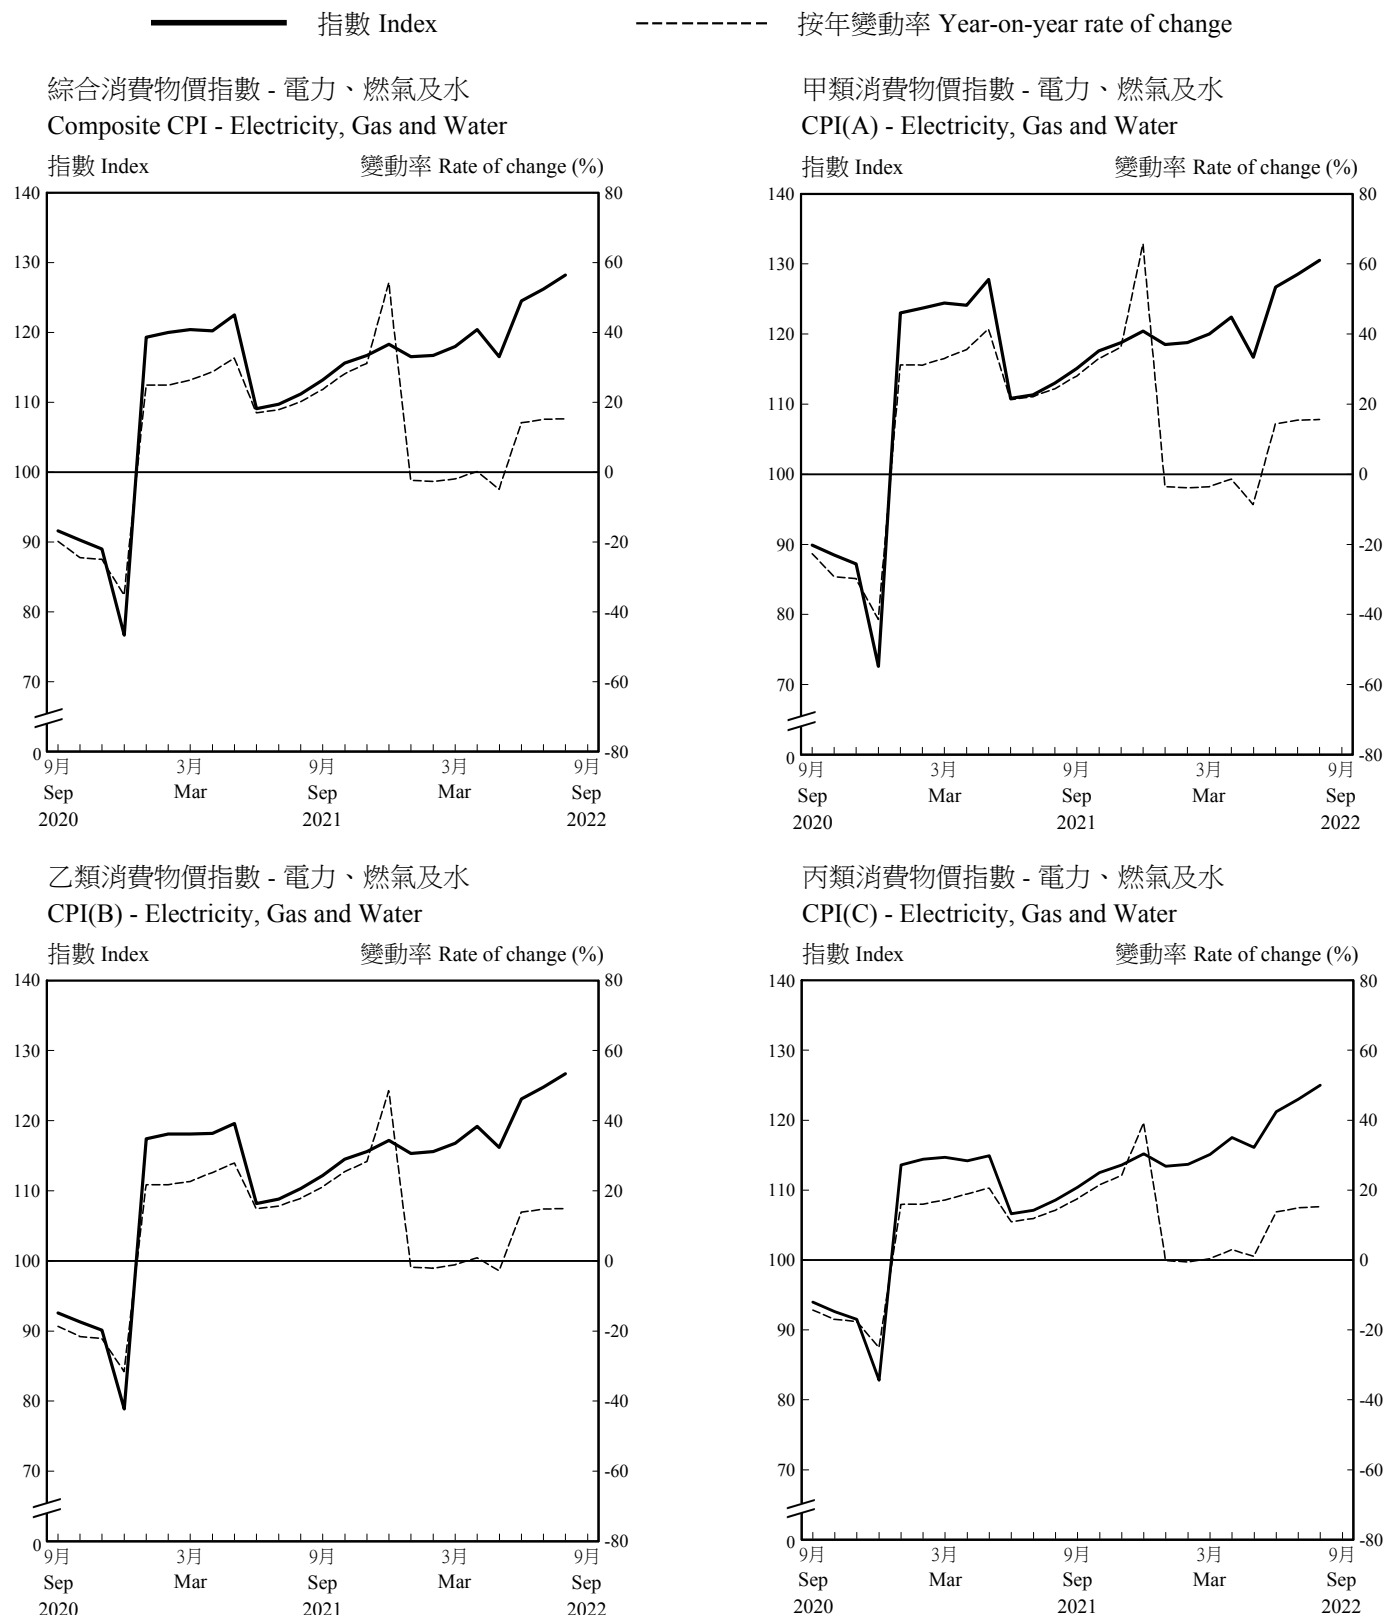 指數 Index
按年變動率 Year-on-year rate of change
綜合消費物價指數 - 電力、燃氣及水
Composite CPI - Electricity, Gas and Water
指數 Index 變動率 Rate of change (%)
140 80
130 60
120 40
110 20
100 0
90 -20
80 -40
70 -60
0 -80
9月 3月 9月 3月 9月
Sep Mar Sep Mar Sep
2020 2021 2022
甲類消費物價指數 - 電力、燃氣及水
CPI(A) - Electricity, Gas and Water
指數 Index 變動率 Rate of change (%)
140 80
130 60
120 40
110 20
100 0
90 -20
80 -40
70 -60
0 -80
9月 3月 9月 3月 9月
Sep Mar Sep Mar Sep
2020 2021 2022
乙類消費物價指數 - 電力、燃氣及水
CPI(B) - Electricity, Gas and Water
指數 Index 變動率 Rate of change (%)
140 80
130 60
120 40
110 20
100 0
90 -20
80 -40
70 -60
0 -80
9月 3月 9月 3月 9月
Sep Mar Sep Mar Sep
2020 2021 2022
丙類消費物價指數 - 電力、燃氣及水
CPI(C) - Electricity, Gas and Water
指數 Index 變動率 Rate of change (%)
140 80
130 60
120 40
110 20
100 0
90 -20
80 -40
70 -60
0 -80
9月 3月 9月 3月 9月
Sep Mar Sep Mar Sep
2020 2021 2022